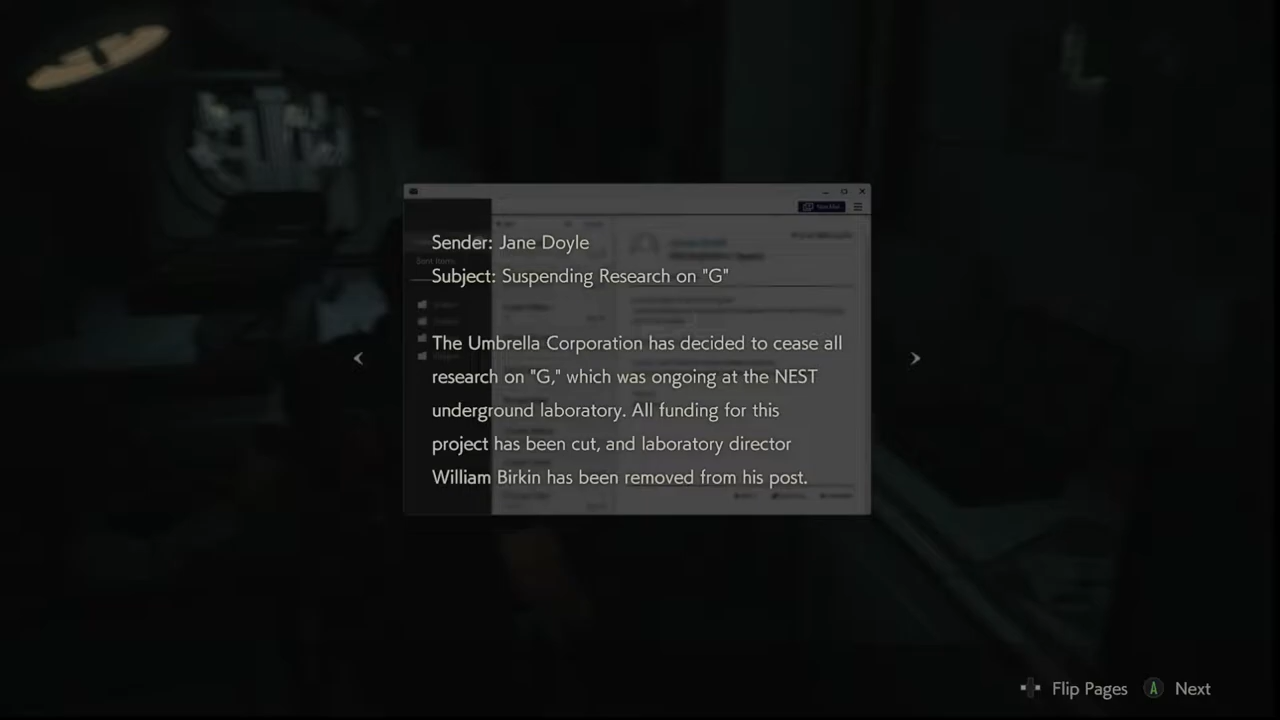 Sender: Jane Doyle
Sent Items
Subject: Suspending Research on "G"
The Umbrella Corporation has decided to cease all
research on "G," which was ongoing at the NEST
underground laboratory. All funding for this
project has been cut, and laboratory director
William Birkin has been removed from his post.
Flip Pages A Next